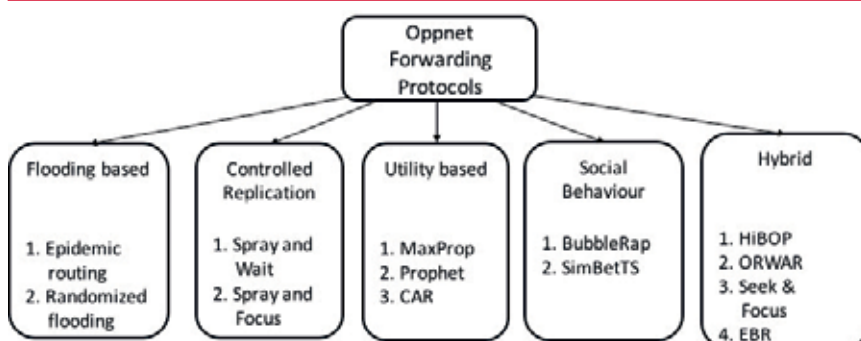 Oppnet
Forwarding
Protocols
Flooding based
1. Epidemic
routing
2. Randomized
flooding
Controlled
Replication
1. Spray and
Wait
2. Spray and
Focus
Utility based
1. MaxProp
2. Prophet
3. CAR
Social
Behaviour
1. BubbleRap
2. SimBetTS
Hybrid
1. HiBOP
2. ORWAR
3. Seek &
Focus
4. EBR